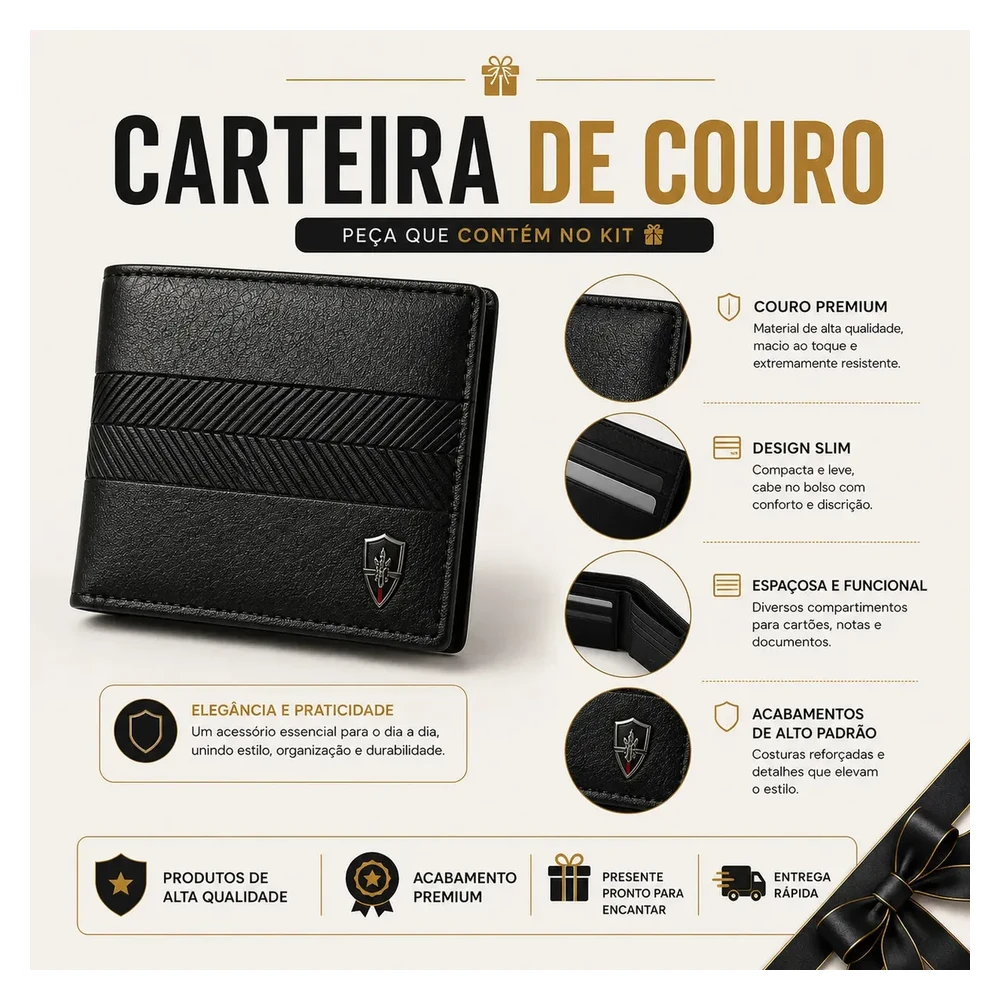 CARTEIRA DE COURO
PEÇA QUE CONTÉM NO KIT
COURO PREMIUM
Material de alta qualidade,
macio ao toque e
extremamente resistente.
DESIGN SLIM
Compacta e leve,
cabe no bolso com
conforto e discrição.
ESPAÇOSA E FUNCIONAL
Diversos compartimentos
para cartões, notas e
documentos.
ACABAMENTOS
DE ALTO PADRÃO
Costuras reforçadas e
detalhes que elevam
o estilo.
ELEGÂNCIA E PRATICIDADE
Um acessório essencial para o dia a dia,
unindo estilo, organização e durabilidade.
PRODUTOS DE
ALTA QUALIDADE
ACABAMENTO
PREMIUM
PRESENTE
PRONTO PARA
ENCANTAR
ENTREGA
RÁPIDA